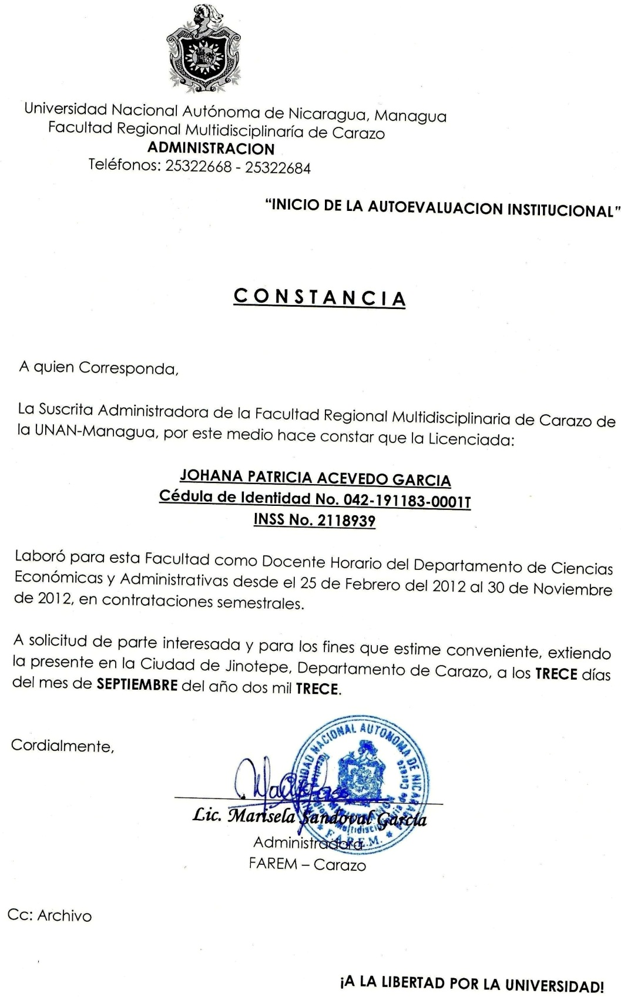 Universidad Nacional Autónoma de Nicaragua, Managua
Facultad Regional Multidisciplinaría de Carazo
ADMINISTRACION
Teléfonos: 25322668 - 25322684
“INICIO DE LA AUTOEVALUACION INSTITUCIONAL”
CONSTANCIA
A quien Corresponda,
La Suscrita Administradora de la Facultad Regional Multidisciplinaria de Carazo de
la UNAN-Managua, por este medio hace constar que la Licenciada:
JOHANA PATRICIA ACEVEDO GARCIA
Cédula de Identidad No. 042-191183-0001T
INSS No. 2118939
Laboró para esta Facultad como Docente Horario del Departamento de Ciencias
Económicas y Administrativas desde el 25 de Febrero del 2012 al 30 de Noviembre
de 2012, en contrataciones semestrales.
A solicitud de parte interesada y para los fines que estime conveniente, extiendo
la presente en la Ciudad de Jinotepe, Departamento de Carazo, a los TRECE días
del mes de SEPTIEMBRE del año dos mil TRECE.
Cordialmente,
NACIONAL AUTONOMA DE NICARAGUA
Carazo
★ F A R E M. ★
Lic. Marisela Sandoval García
Administradora
FAREM – Carazo
Cc: Archivo
¡A LA LIBERTAD POR LA UNIVERSIDAD!